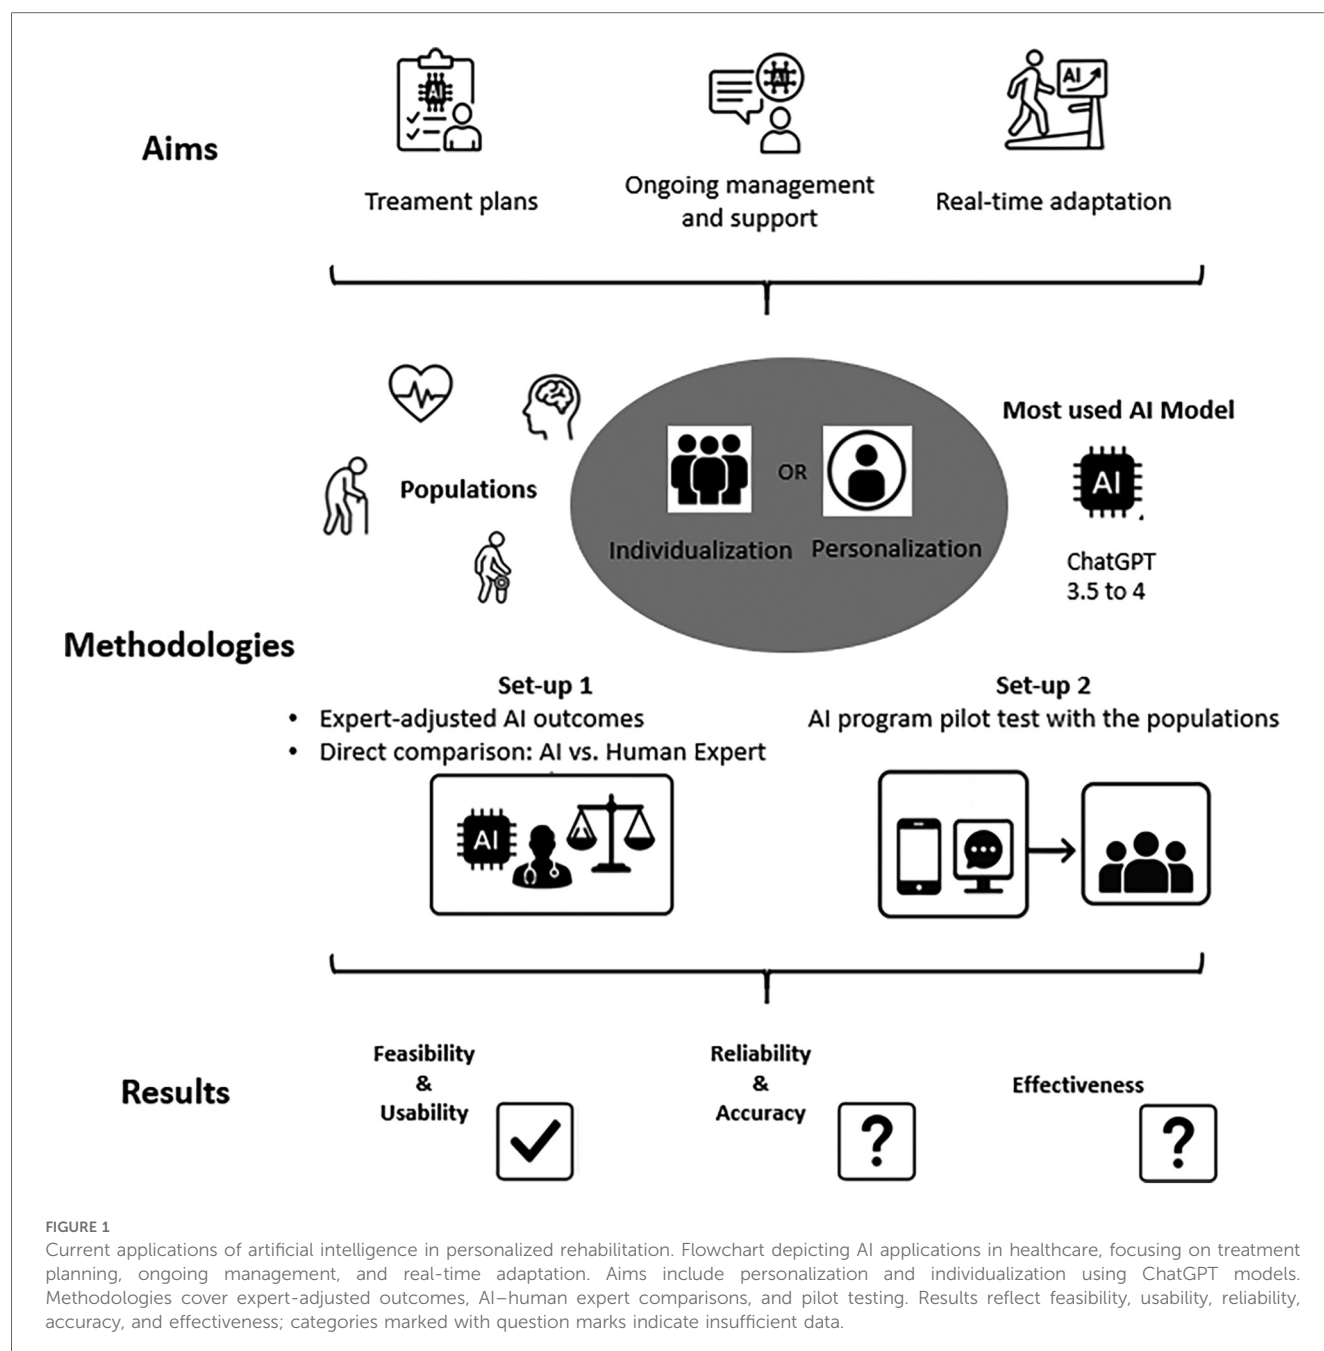 Aims
AI
AI
AI
Treament plans
Ongoing management
and support
Real-time adaptation
Most used AI Model
Populations
OR
AI
Individualization
Personalization
ChatGPT
3.5 to 4
Methodologies
Set-up 1
• Expert-adjusted AI outcomes
• Direct comparison: AI vs. Human Expert
AI
Set-up 2
AI program pilot test with the populations
Results
Feasibility
&
Usability
Reliability
&
Accuracy
?
Effectiveness
?
FIGURE 1
Current applications of artificial intelligence in personalized rehabilitation. Flowchart depicting AI applications in healthcare, focusing on treatment
planning, ongoing management, and real-time adaptation. Aims include personalization and individualization using ChatGPT models.
Methodologies cover expert-adjusted outcomes, AI–human expert comparisons, and pilot testing. Results reflect feasibility, usability, reliability,
accuracy, and effectiveness; categories marked with question marks indicate insufficient data.